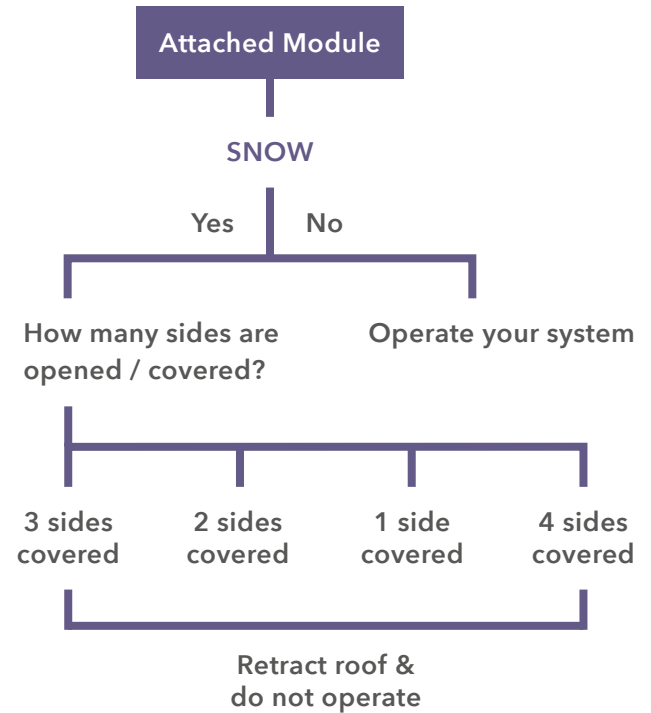 Attached Module
SNOW
Yes
No
How many sides are
opened / covered?
Operate your system
3 sides
covered
2 sides
covered
1 side
covered
4 sides
covered
Retract roof &
do not operate